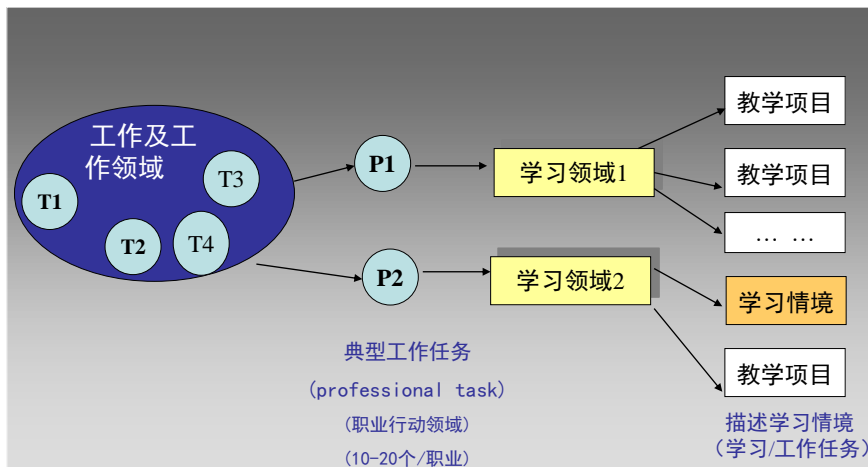 工作及工
作领域
T1
T2
T3
T4
P1
P2
学习领域1
学习领域2
教学项目
教学项目
… …
学习情境
教学项目
典型工作任务
(professional task)
(职业行动领域)
(10-20个/职业)
描述学习情境
（学习/工作任务）